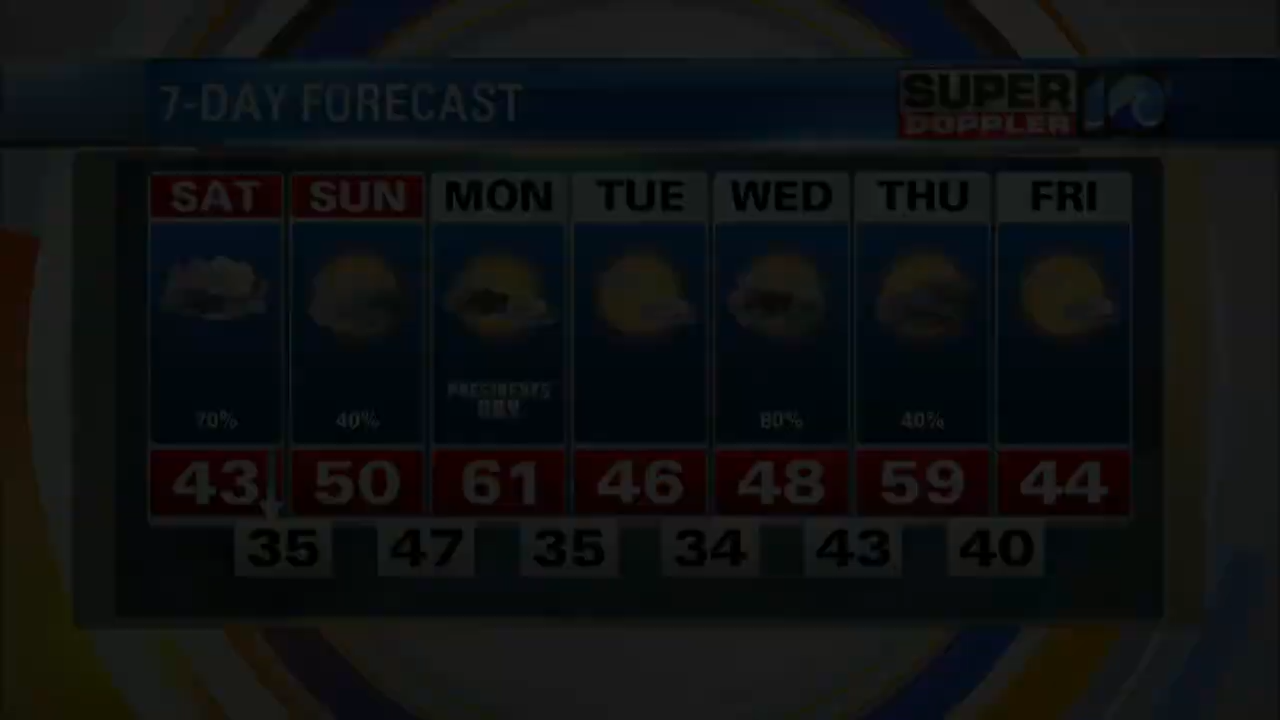 7-DAY FORECAST
SUPER
DOPPLER 10
SAT SUN MON TUE WED THU FRI
PRESIDENTS
DAY
70% 40% 80% 40%
43 50 61 46 48 59 44
35 47 35 34 43 40